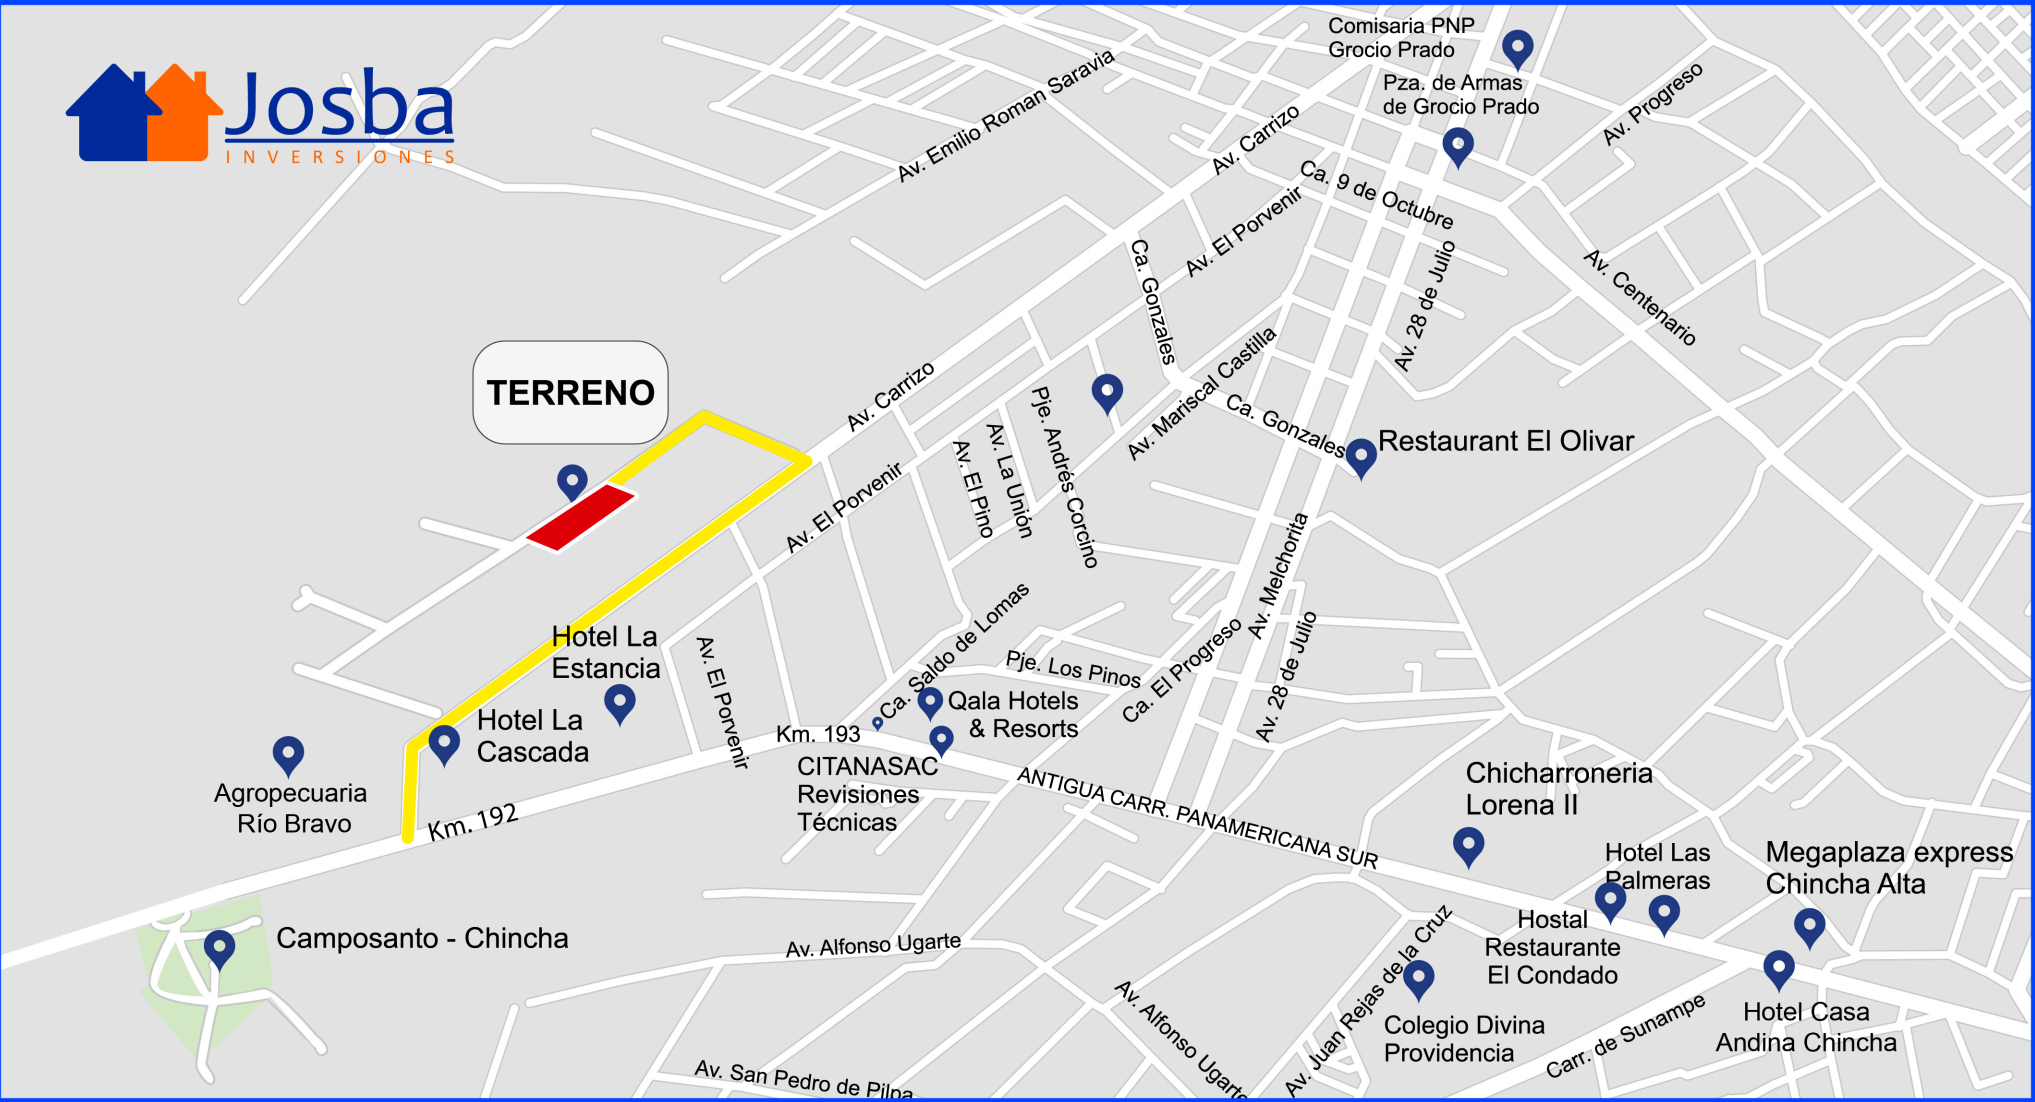 Josba
INVERSIONES
Comisaria PNP
Grocio Prado
Pza. de Armas
de Grocio Prado
Av. Progreso
Av. Emilio Roman Saravia
Av. Carrizo
Ca. 9 de Octubre
Av. El Porvenir
Ca. Gonzales
Av. 28 de Julio
Av. Centenario
TERRENO
Av. Carrizo
Av. Mariscal Castilla
Ca. Gonzales
Restaurant El Olivar
Pje. Andrés Corcino
Av. La Unión
Av. El Pino
Av. El Porvenir
Av. Melchorita
Hotel La
Estancia
Av. El Porvenir
Ca. Saldo de Lomas
Pje. Los Pinos
Ca. El Progreso
Av. 28 de Julio
Hotel La
Cascada
Qala Hotels
& Resorts
Km. 193
CITANASAC
Revisiones
Técnicas
Agropecuaria
Río Bravo
Km. 192
ANTIGUA CARR. PANAMERICANA SUR
Chicharroneria
Lorena II
Hotel Las
Palmeras
Megaplaza express
Chincha Alta
Hostal
Restaurante
El Condado
Camposanto - Chincha
Av. Alfonso Ugarte
Av. Alfonso Ugarte
Av. Juan Rejas de la Cruz
Colegio Divina
Providencia
Carr. de Sunampe
Hotel Casa
Andina Chincha
Av. San Pedro de Pilpa